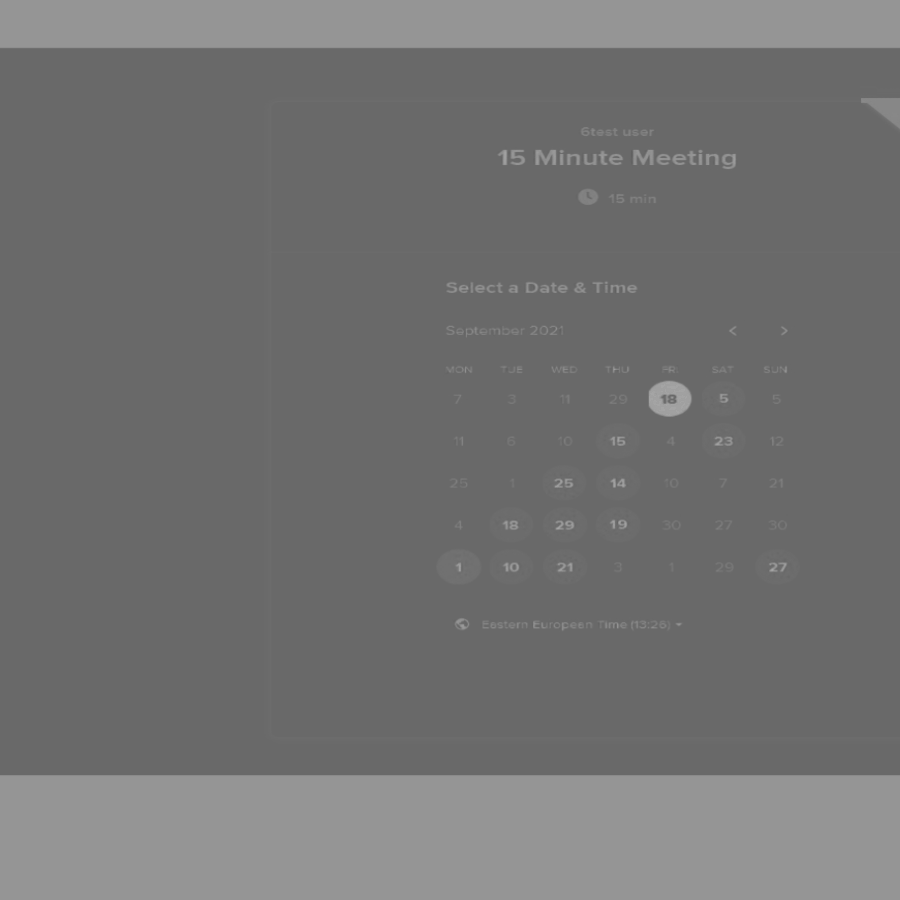 6test user
15 Minute Meeting
15 min
Select a Date & Time
September 2021 < >
MON TUE WED THU FRI SAT SUN
7 3 11 29 18 5 5
11 6 10 15 4 23 12
25 1 25 14 10 7 21
4 18 29 19 30 27 30
1 10 21 3 1 29 27
Eastern European Time (13:26)